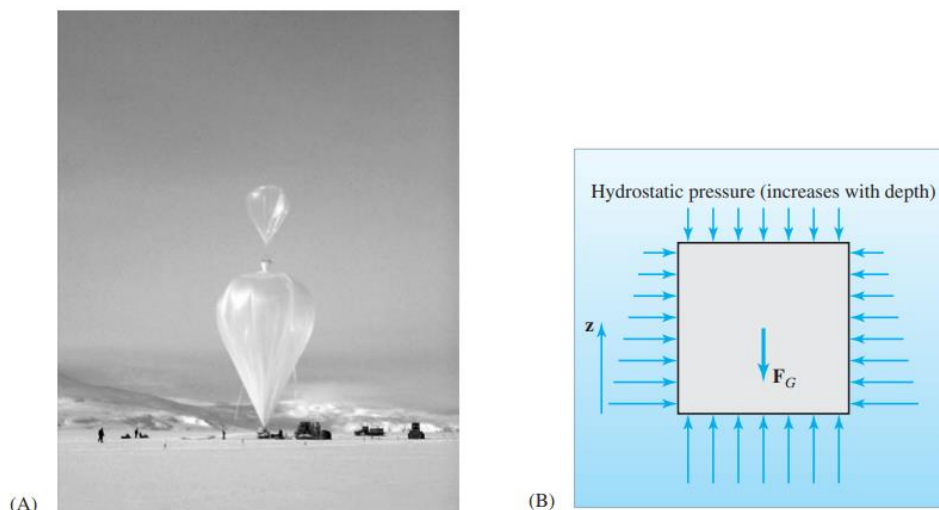 (A)
Hydrostatic pressure (increases with depth)
z
F_G
(B)